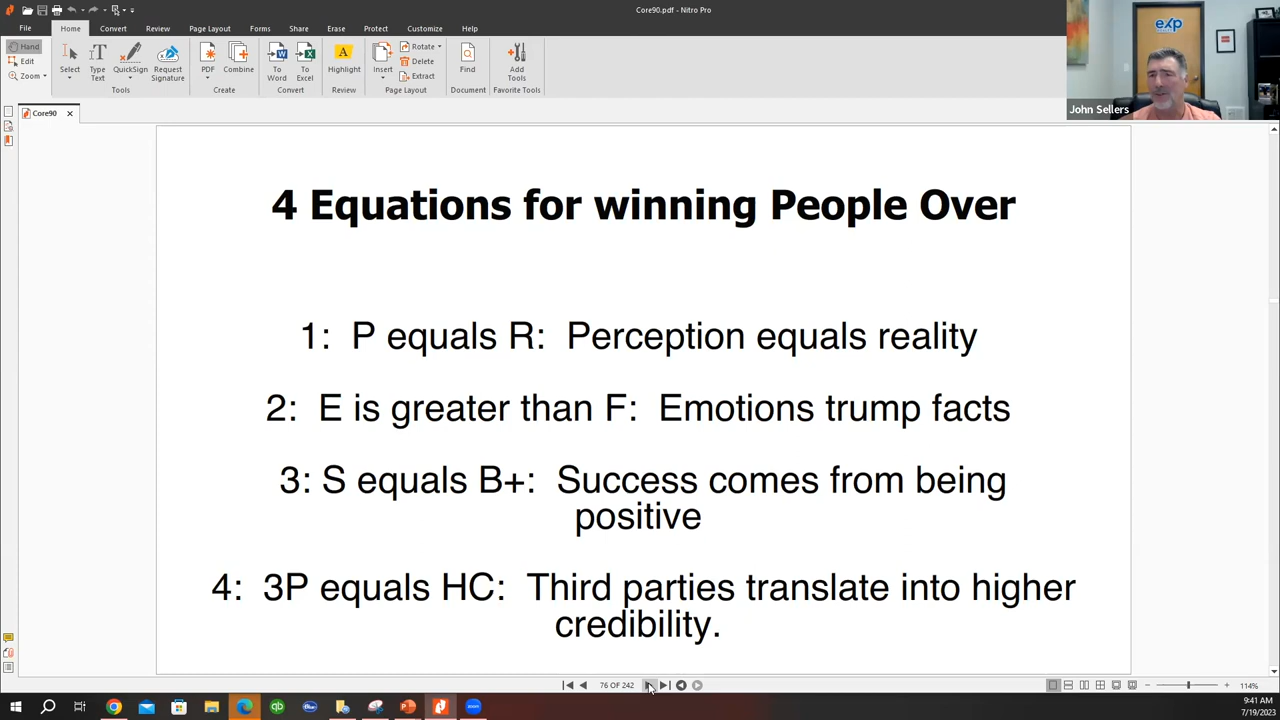 Core90.pdf - Nitro Pro
File Home Convert Review Page Layout Forms Share Erase Protect Customize Help
Hand
Edit
Zoom
Select
Type Text
QuickSign
Request Signature
Tools
PDF
Combine
Create
To Word
To Excel
Convert
Highlight
Review
Insert
Rotate
Delete
Extract
Page Layout
Find
Document
Add Tools
Favorite Tools
exp
John Sellers
Core90
4 Equations for winning People Over
1: P equals R: Perception equals reality
2: E is greater than F: Emotions trump facts
3: S equals B+: Success comes from being
positive
4: 3P equals HC: Third parties translate into higher
credibility.
76 OF 242
114%
9:41 AM
7/19/2023